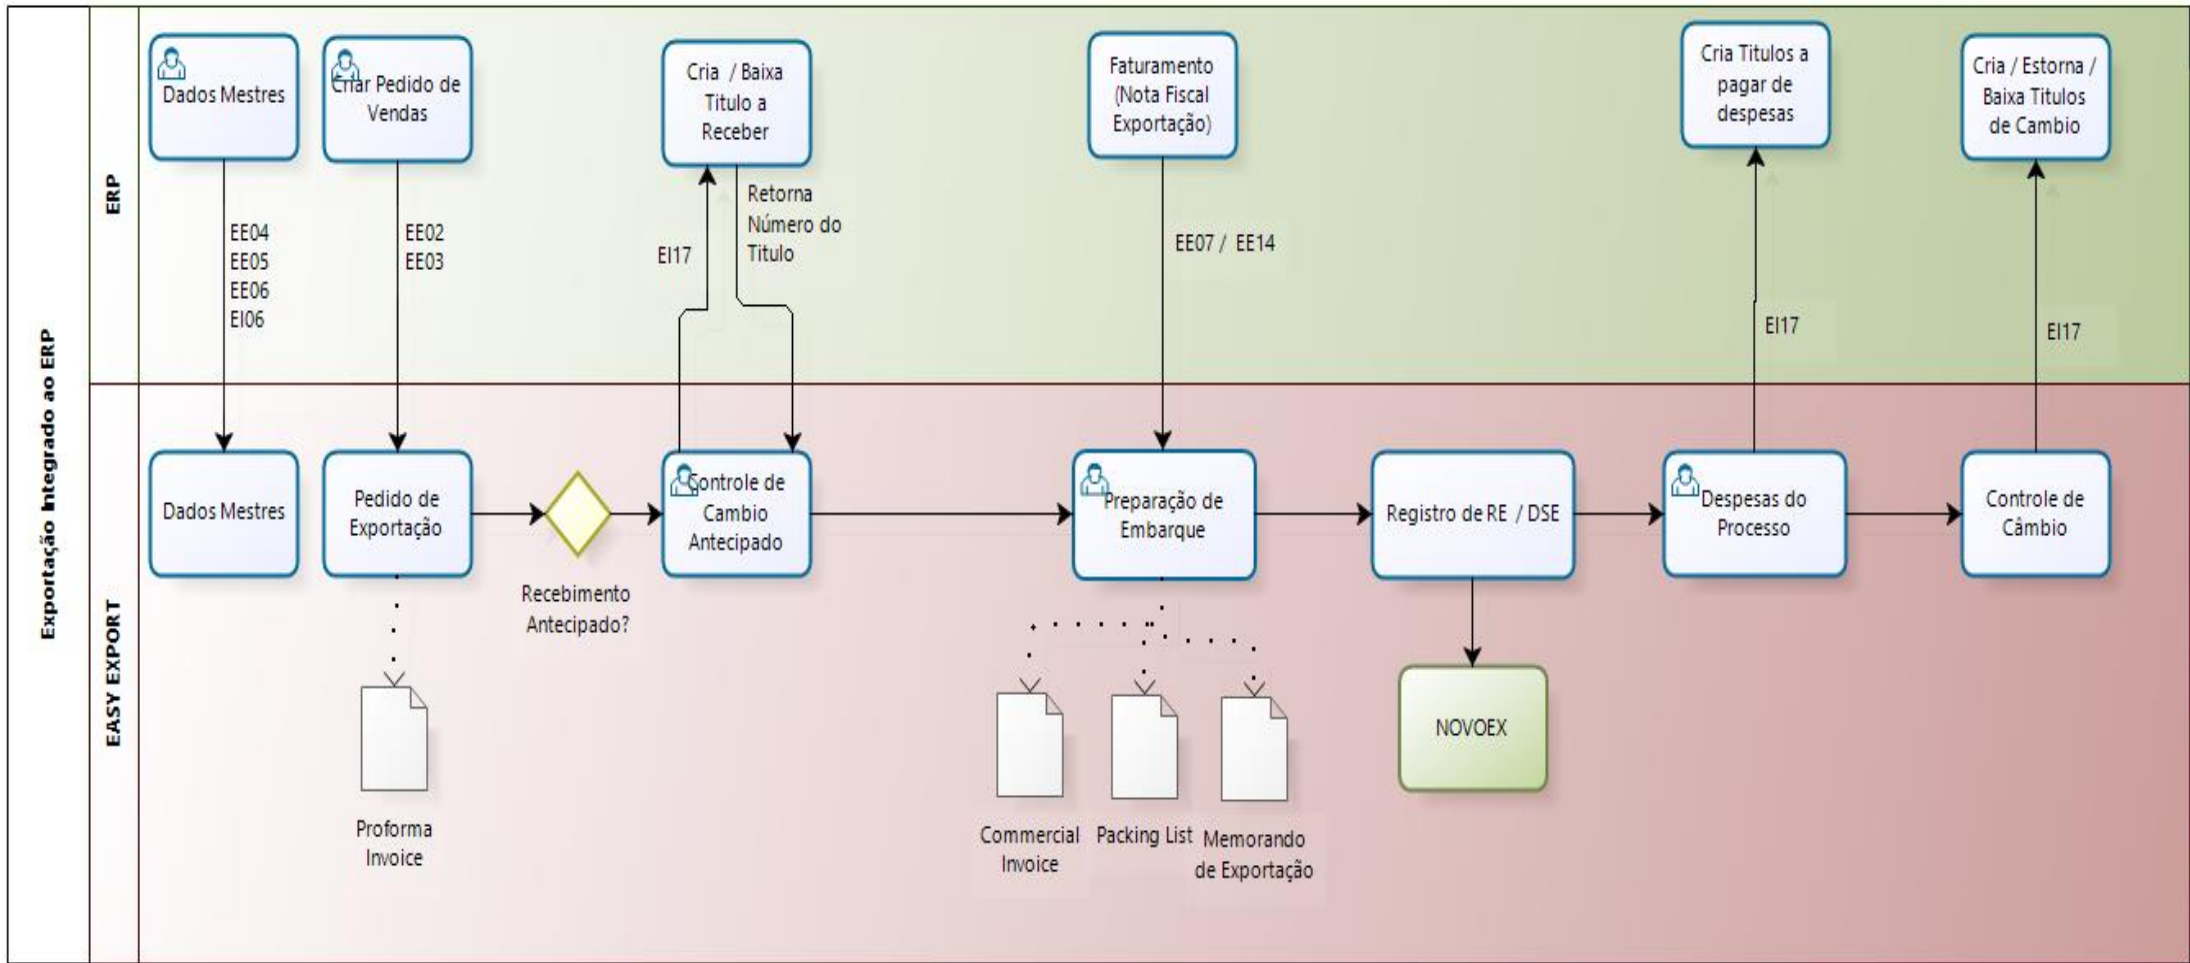 Exportação Integrado ao ERP
ERP
Dados Mestres
Criar Pedido de
Vendas
Cria / Baixa
Titulo a
Receber
Faturamento
(Nota Fiscal
Exportação)
Cria Titulos a
pagar de
despesas
Cria / Estorna /
Baixa Titulos
de Cambio
EE04
EE05
EE06
EI06
EE02
EE03
EI17
Retorna
Número do
Titulo
EE07 / EE14
EI17
EI17
EASY EXPORT
Dados Mestres
Pedido de
Exportação
Recebimento
Antecipado?
Controle de
Cambio
Antecipado
Preparação de
Embarque
Registro de RE / DSE
Despesas do
Processo
Controle de
Câmbio
Proforma
Invoice
Commercial
Invoice
Packing List
Memorando
de Exportação
NOVOEX